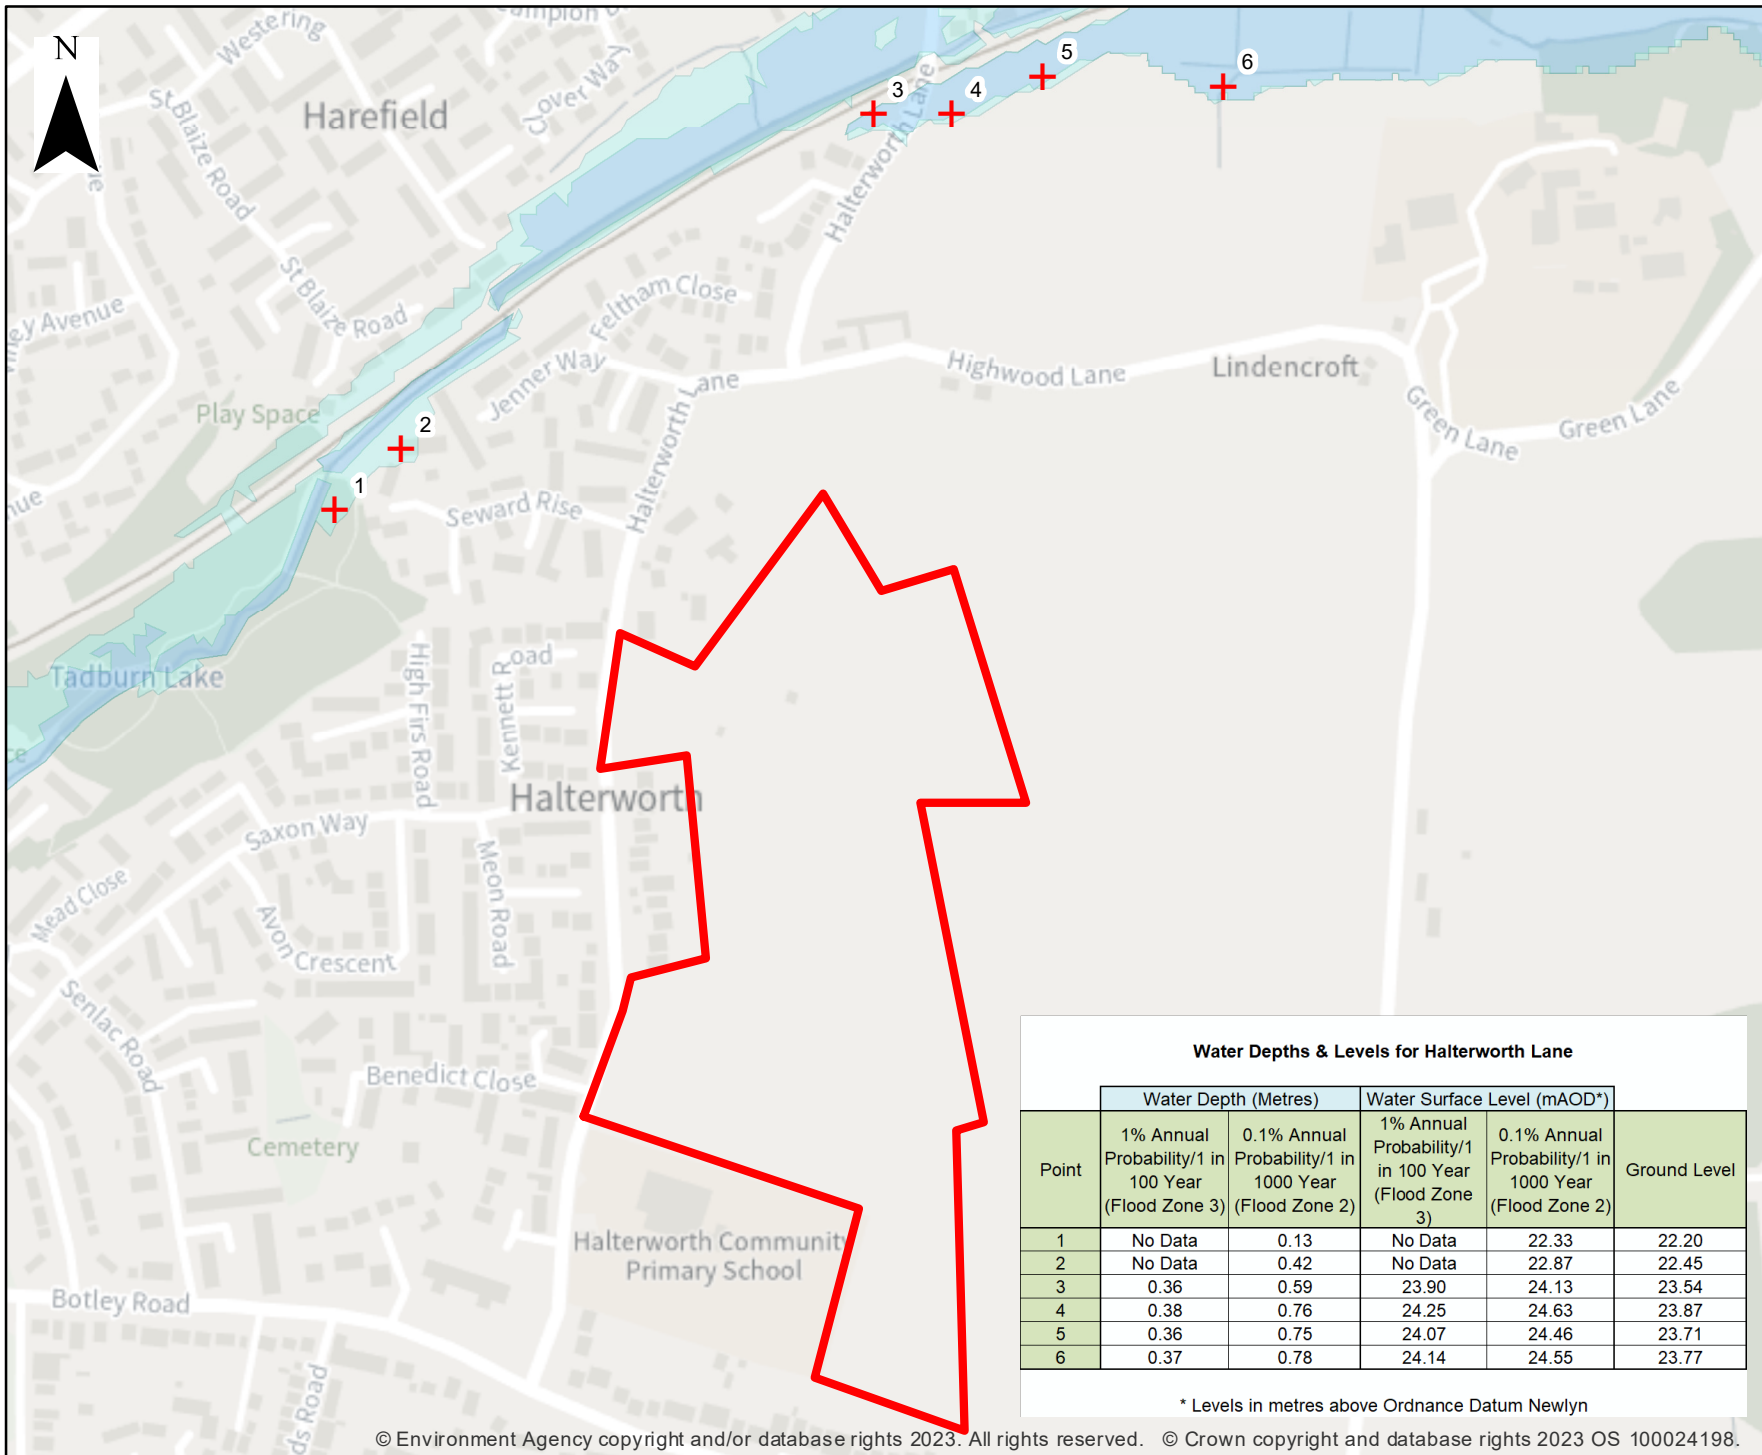 Campion
Westering
N
Clover Way
Harefield
St Blaize Road
5
6
3
4
Halterworth Lane
St Blaize Road
Feltham Close
Jenner Way
Highwood Lane
Lindencroft
Green Lane
Green Lane
Play Space
2
Halterworth Lane
1
Seward Rise
Tadburn Lake
High Firs Road
Kennett Road
Halterworth
Saxon Way
Meon Road
Mead Close
Avon Crescent
Senlac Road
Benedict Close
Cemetery
Halterworth Community
Primary School
Botley Road
Water Depths & Levels for Halterworth Lane
Water Depth (Metres) Water Surface Level (mAOD*)
Point
1% Annual Probability/1 in 100 Year (Flood Zone 3)
0.1% Annual Probability/1 in 1000 Year (Flood Zone 2)
1% Annual Probability/1 in 100 Year (Flood Zone 3)
0.1% Annual Probability/1 in 1000 Year (Flood Zone 2)
Ground Level
1 No Data 0.13 No Data 22.33 22.20
2 No Data 0.42 No Data 22.87 22.45
3 0.36 0.59 23.90 24.13 23.54
4 0.38 0.76 24.25 24.63 23.87
5 0.36 0.75 24.07 24.46 23.71
6 0.37 0.78 24.14 24.55 23.77
* Levels in metres above Ordnance Datum Newlyn
© Environment Agency copyright and/or database rights 2023. All rights reserved. © Crown copyright and database rights 2023 OS 100024198.